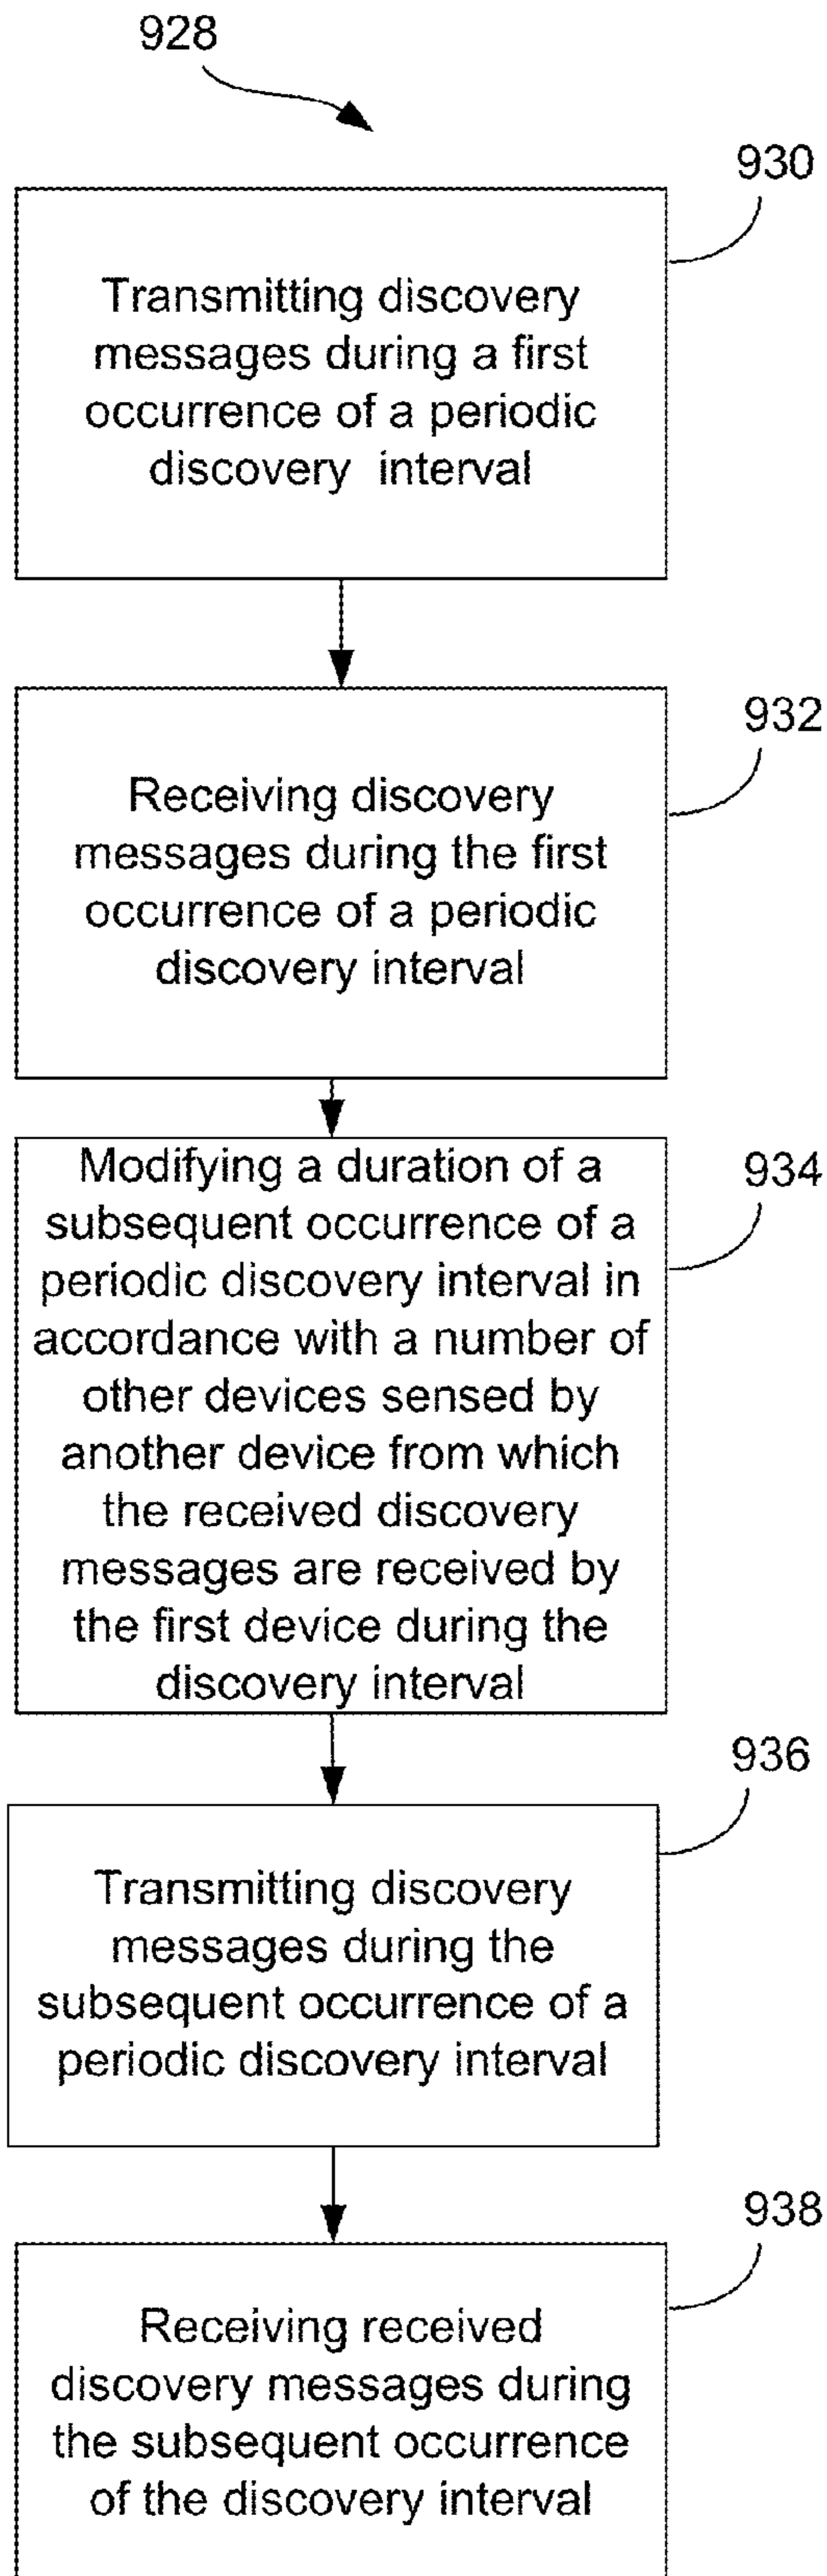 928
930
Transmitting discovery
messages during a first
occurrence of a periodic
discovery interval
932
Receiving discovery
messages during the first
occurrence of a periodic
discovery interval
934
Modifying a duration of a
subsequent occurrence of a
periodic discovery interval in
accordance with a number of
other devices sensed by
another device from which
the received discovery
messages are received by
the first device during the
discovery interval
936
Transmitting discovery
messages during the
subsequent occurrence of a
periodic discovery interval
938
Receiving received
discovery messages during
the subsequent occurrence
of the discovery interval